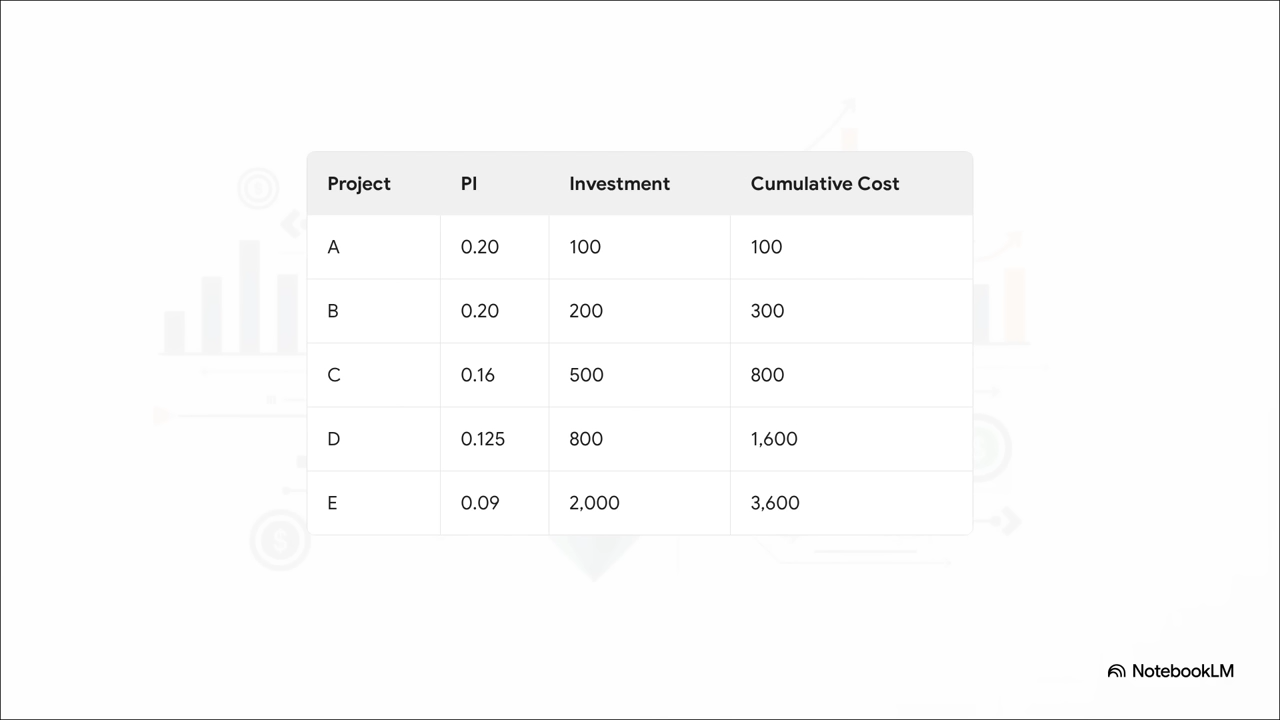 Project PI Investment Cumulative Cost
A 0.20 100 100
B 0.20 200 300
C 0.16 500 800
D 0.125 800 1,600
E 0.09 2,000 3,600
NotebookLM